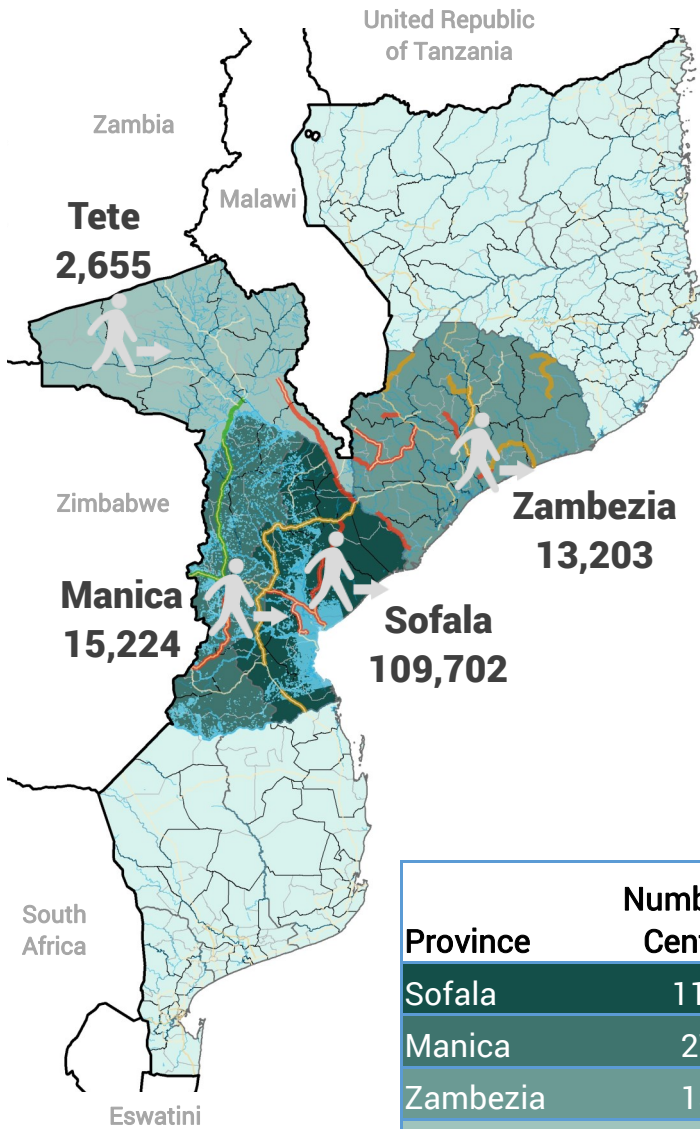 United Republic
of Tanzania
Zambia
Malawi
Tete
2,655
Zimbabwe
Zambezia
13,203
Manica
15,224
Sofala
109,702
South
Africa
Eswatini
Province
Sofala
Manica
Zambezia